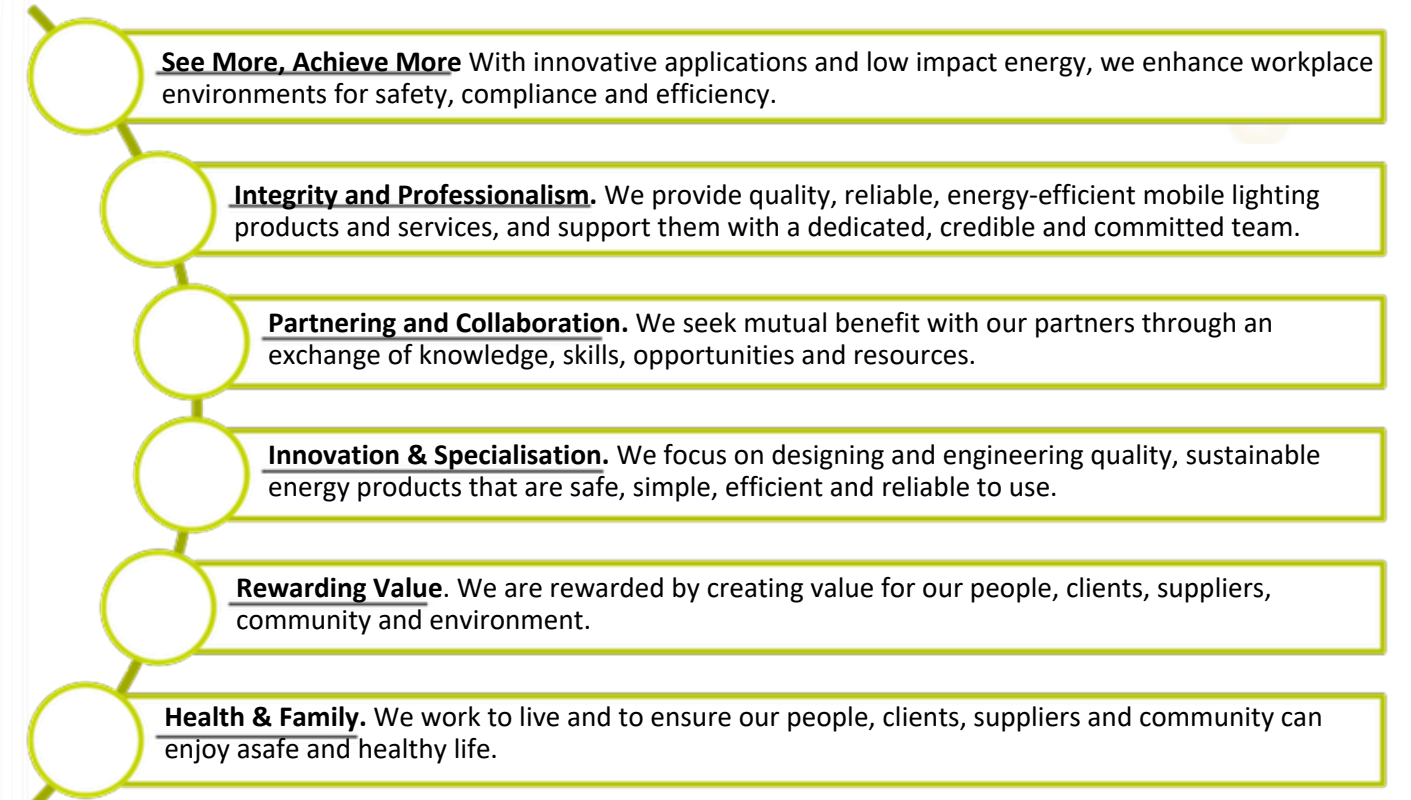 See More, Achieve More With innovative applications and low impact energy, we enhance workplace
environments for safety, compliance and efficiency.
Integrity and Professionalism. We provide quality, reliable, energy-efficient mobile lighting
products and services, and support them with a dedicated, credible and committed team.
Partnering and Collaboration. We seek mutual benefit with our partners through an
exchange of knowledge, skills, opportunities and resources.
Innovation & Specialisation. We focus on designing and engineering quality, sustainable
energy products that are safe, simple, efficient and reliable to use.
Rewarding Value. We are rewarded by creating value for our people, clients, suppliers,
community and environment.
Health & Family. We work to live and to ensure our people, clients, suppliers and community can
enjoy asafe and healthy life.